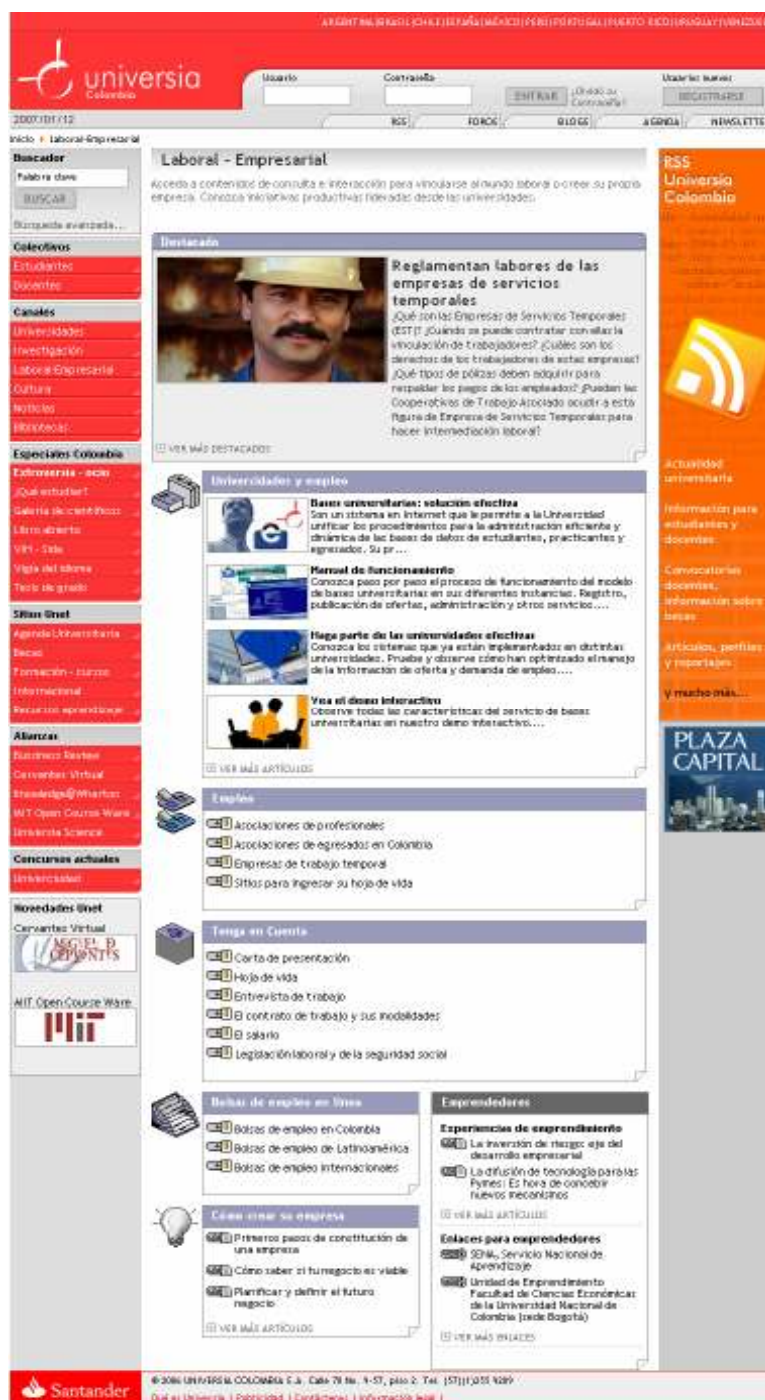 ARGENTINA|BRASIL|CHILE|ESPAÑA|MÉXICO|PERÚ|PORTUGAL|PUERTO RICO|URUGUAY|VENEZUE
universia
Colombia
Usuario
Contraseña
ENTRAR
¿Olvidó su
Contraseña?
Usuarios nuevos
REGISTRARSE
2007/01/12
RSS
FOROS
BLOGS
AGENDA
NEWSLETTE
Inicio
Laboral-Empresarial
Buscador
Palabra clave
BUSCAR
Búsqueda avanzada...
Colectivos
Estudiantes
Docentes
Canales
Universidades
Investigación
Laboral Empresarial
Cultura
Noticias
Bibliotecas
Especiales Colombia
Extroversia - ocio
¿Qué estudiar?
Galería de científicos
Libro abierto
VIH - Sida
Vigía del idioma
Tesis de grado
Sitios Unet
Agenda Universitaria
Becas
Formación - cursos
Internacional
Recursos aprendizaje
Alianzas
Bussiness Review
Cervantes Virtual
Knowledge@Wharton
MIT Open Course Ware
Universia Science
Concursos actuales
Novedades Unet
Cervantes Virtual
MIGUEL D
CERVANTES
MIT Open Course Ware
MIT
Laboral - Empresarial
Acceda a contenidos de consulta e interacción para vincularse al mundo laboral o crear su propia
empresa. Conozca iniciativas productivas lideradas desde las universidades.
Destacado
Reglamentan labores de las
empresas de servicios
temporales
¿Qué son las Empresas de Servicios Temporales
(EST)? ¿Cuándo se puede contratar con ellas la
vinculación de trabajadores? ¿Cuáles son los
derechos de los trabajadores de estas empresas?
¿Qué tipos de pólizas deben adquirir para
respaldar los pagos de los empleados? ¿Puedan las
Cooperativas de Trabajo Asociado acudir a esta
figura de Empresa de Servicios Temporales para
hacer intermediación laboral?
VER MÁS DESTACADOS
Universidades y empleo
Bases universitarias: solución efectiva
Son un sistema en Internet que le permite a la Universidad
unificar los procedimientos para la administración eficiente y
dinámica de las bases de datos de estudiantes, practicantes y
egresados. Su pr...
Manual de funcionamiento
Conozca paso por paso el proceso de funcionamiento del modelo
de bases universitarias en sus diferentes instancias. Registro,
publicación de ofertas, administración y otros servicios....
Haga parte de las universidades efectivas
Conozca los sistemas que ya están implementados en distintas
universidades. Pruebe y observe cómo han optimizado el manejo
de la información de oferta y demanda de empleo....
Vea el demo interactivo
Observe todas las características del servicio de bases
universitarias en nuestro demo interactivo....
VER MÁS ARTÍCULOS
Empleo
Asociaciones de profesionales
Asociaciones de egresados en Colombia
Empresas de trabajo temporal
Sitios para ingresar su hoja de vida
Tenga en Cuenta
Carta de presentación
Hoja de vida
Entrevista de trabajo
El contrato de trabajo y sus modalidades
El salario
Legislación laboral y de la seguridad social
Bolsas de empleo en línea
Bolsas de empleo en Colombia
Bolsas de empleo de Latinoamérica
Bolsas de empleo internacionales
Cómo crear su empresa
Primeros pasos de constitución de
una empresa
Cómo saber si tu negocio es viable
Planificar y definir el futuro
negocio
VER MÁS ARTÍCULOS
Emprendedores
Experiencias de emprendimiento
La inversión de riesgo: eje del
desarrollo empresarial
La difusión de tecnología para las
Pymes: Es hora de concebir
nuevos mecanismos
VER MÁS ARTÍCULOS
Enlaces para emprendedores
SENA, Servicio Nacional de
Aprendizaje
Unidad de Emprendimiento
Facultad de Ciencias Económicas
de la Universidad Nacional de
Colombia (sede Bogotá)
VER MÁS ENLACES
RSS
Universia
Colombia
Actualidad
universitaria
Información para
estudiantes y
docentes
Convocatorias
docentes,
información sobre
becas
Artículos, perfiles
y reportajes
y mucho más...
PLAZA
CAPITAL
Santander
© 2006 UNIVERSIA COLOMBIA S.A. Calle 78 No. 9-57, piso 2. Tel. (57)(1)255 9289
Qué es Universia | Publicidad | Contáctenos | Información legal |